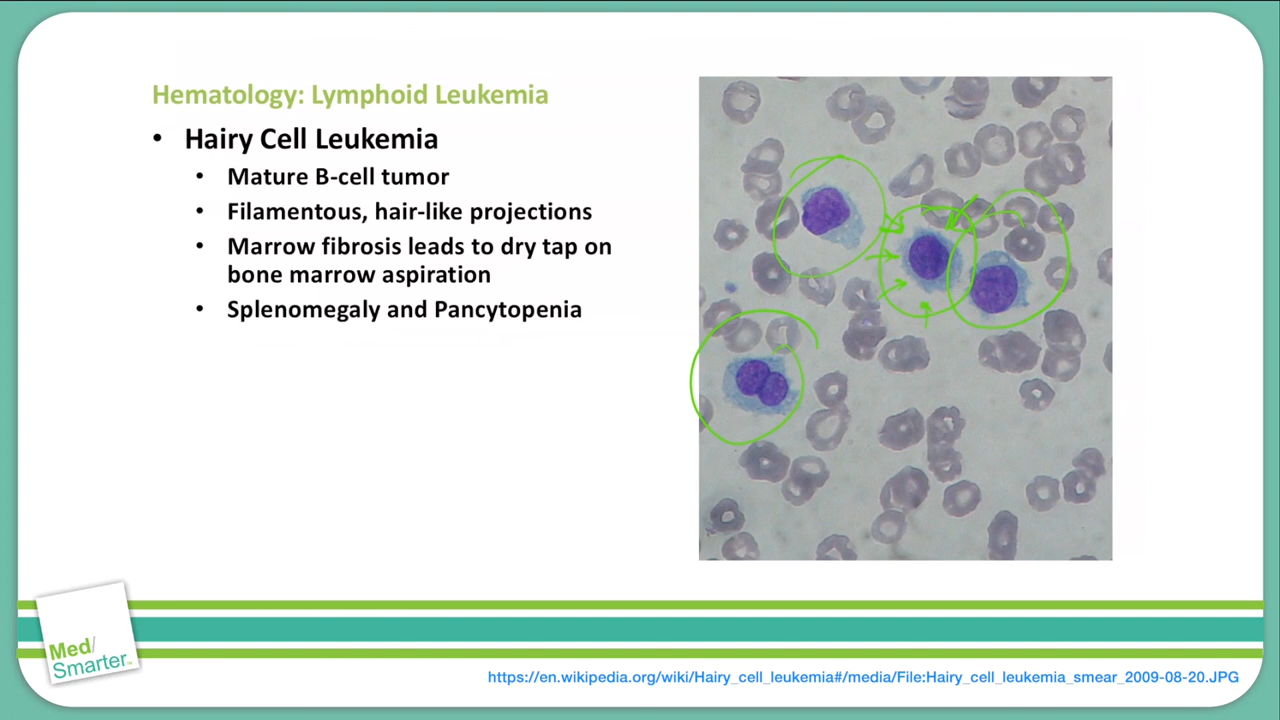 Hematology: Lymphoid Leukemia
• Hairy Cell Leukemia
• Mature B-cell tumor
• Filamentous, hair-like projections
• Marrow fibrosis leads to dry tap on
bone marrow aspiration
• Splenomegaly and Pancytopenia
Med/
Smarter™
https://en.wikipedia.org/wiki/Hairy_cell_leukemia#/media/File:Hairy_cell_leukemia_smear_2009-08-20.JPG